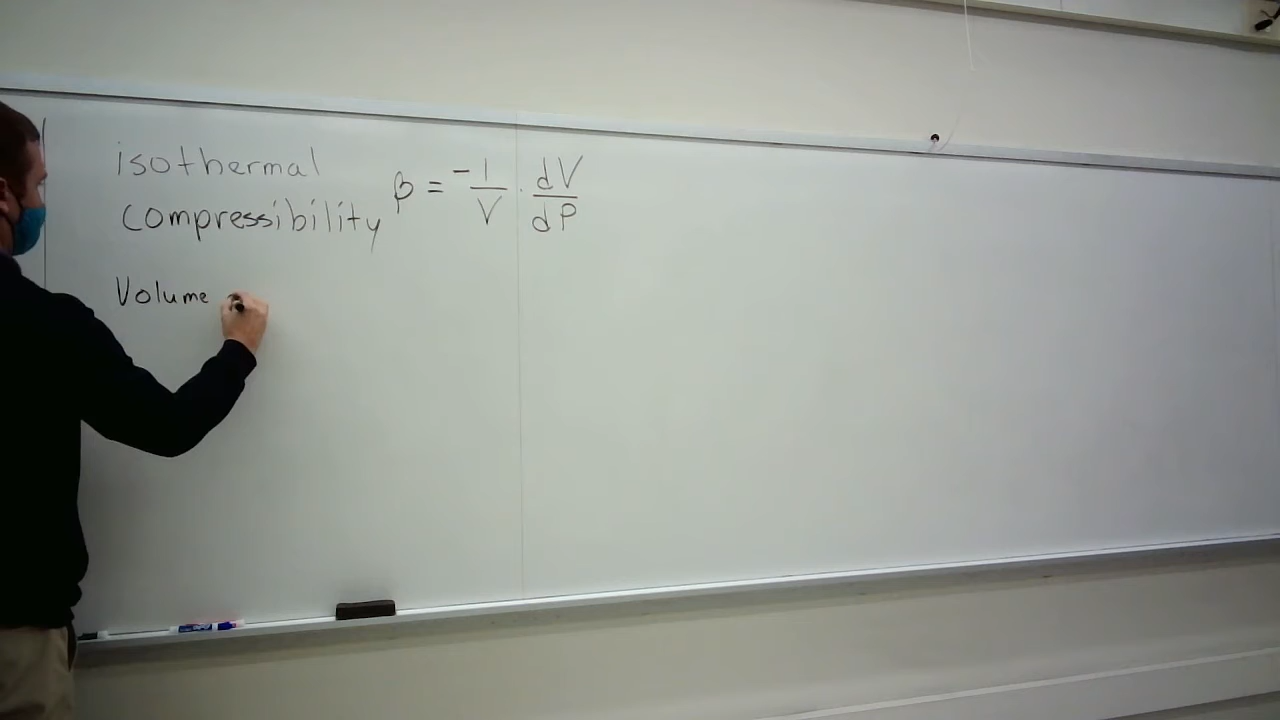 isothermal
compressibility β = -1/V · dV/dP
Volume